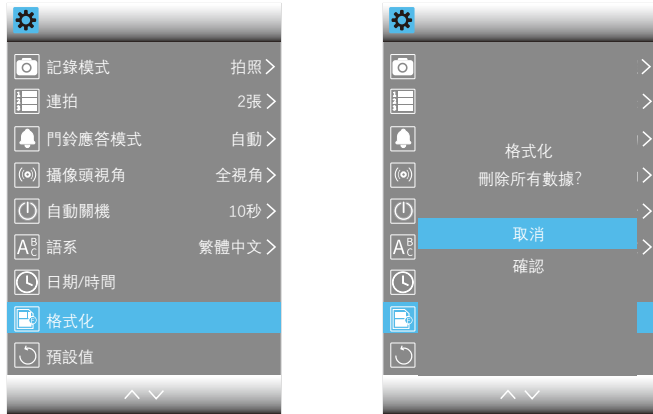 記錄模式 拍照
連拍 2張
門鈴應答模式 自動
攝像頭視角 全視角
自動關機 10秒
語系 繁體中文
日期/時間
格式化
預設值
格式化
刪除所有數據?
取消
確認